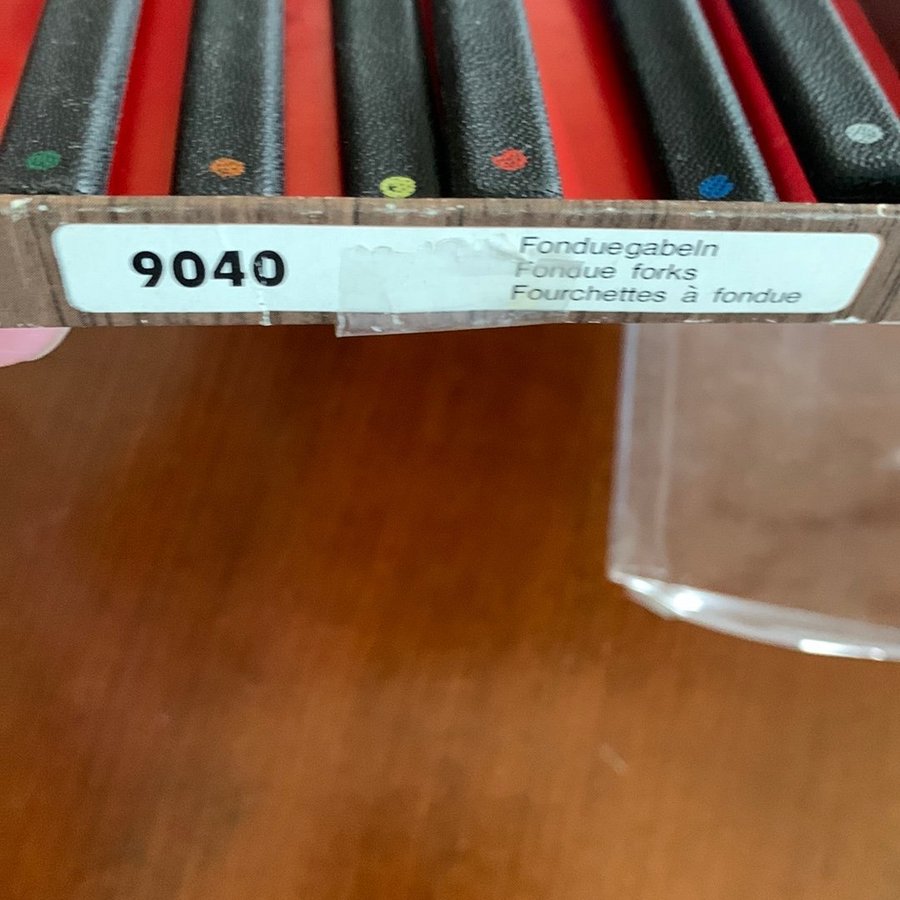 9040
Fonduegabeln
Fondue forks
Fourchettes à fondue